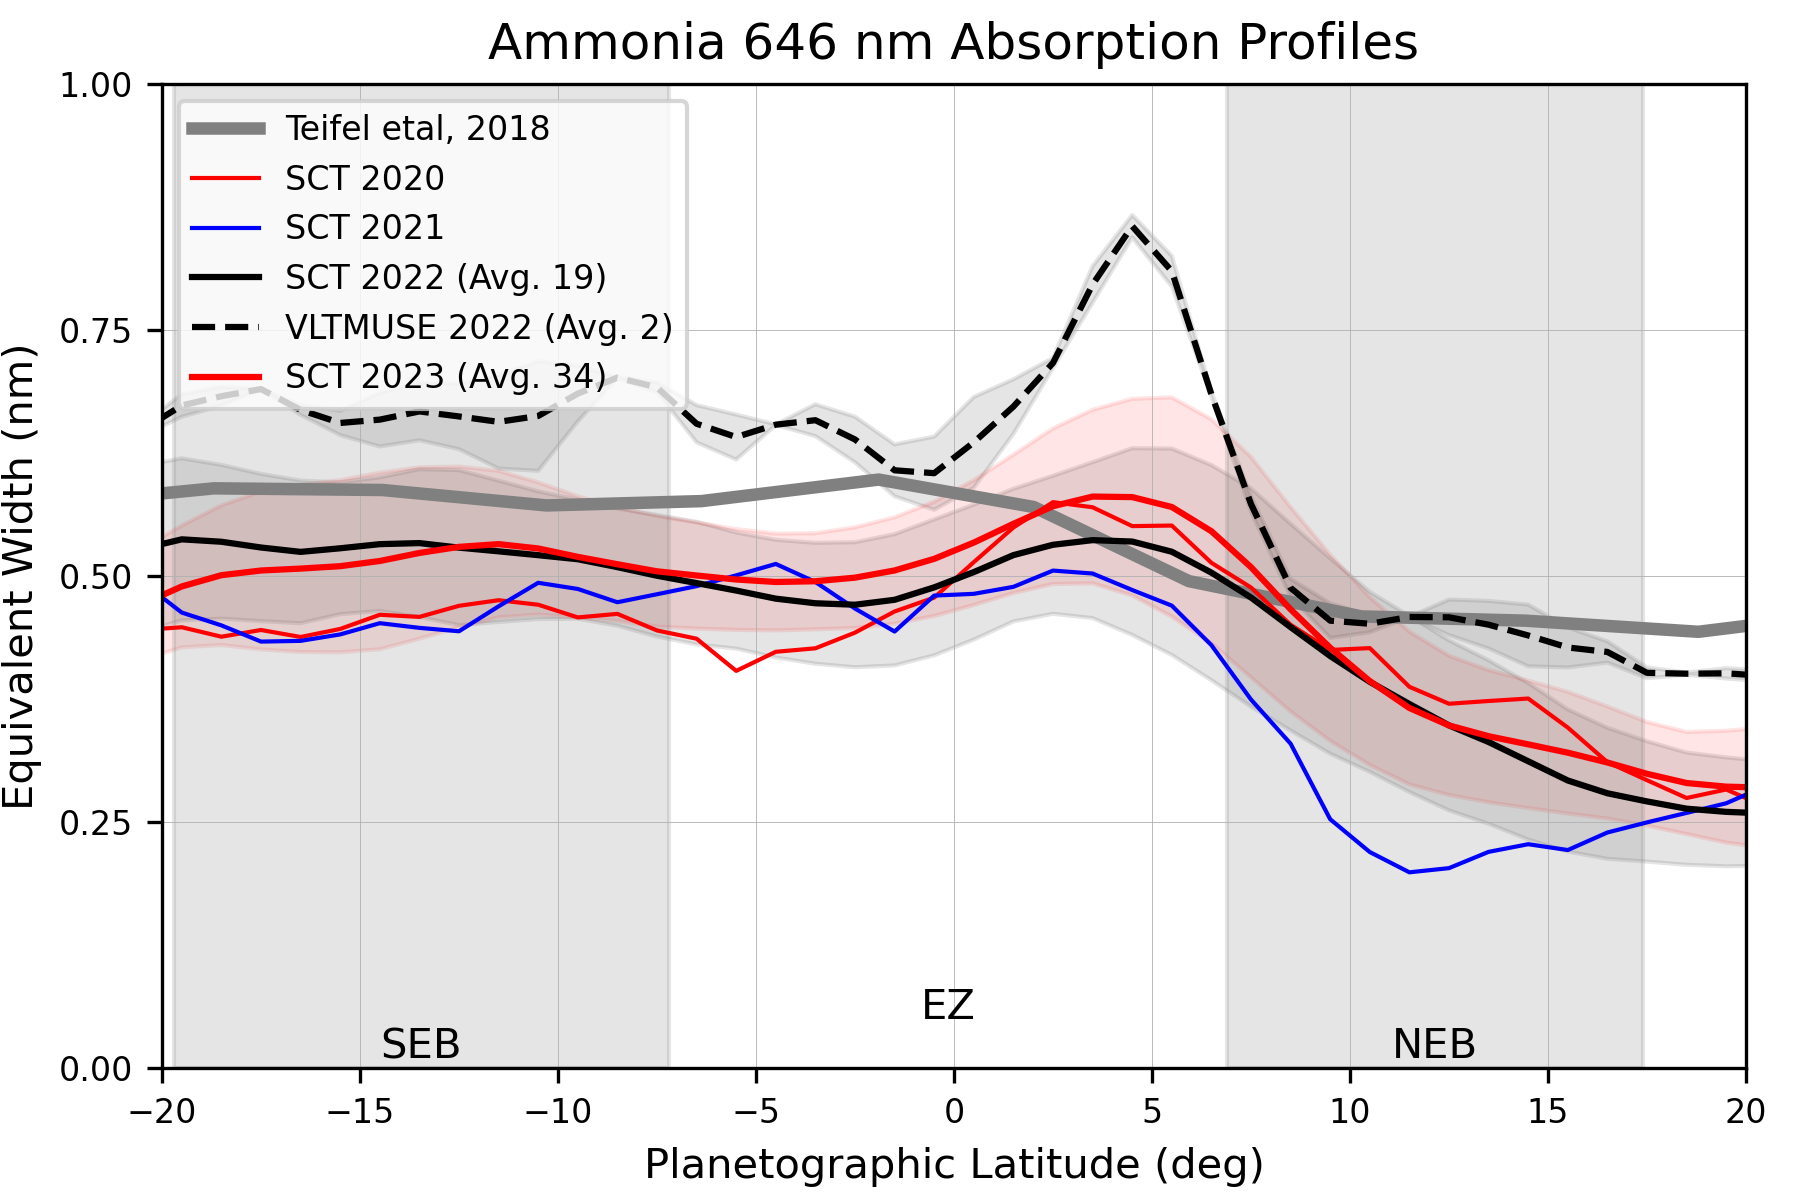 Ammonia 646 nm Absorption Profiles
Equivalent Width (nm)
1.00
0.75
0.50
0.25
0.00
Teifel etal, 2018
SCT 2020
SCT 2021
SCT 2022 (Avg. 19)
VLTMUSE 2022 (Avg. 2)
SCT 2023 (Avg. 34)
EZ
SEB
NEB
−20 −15 −10 −5 0 5 10 15 20
Planetographic Latitude (deg)